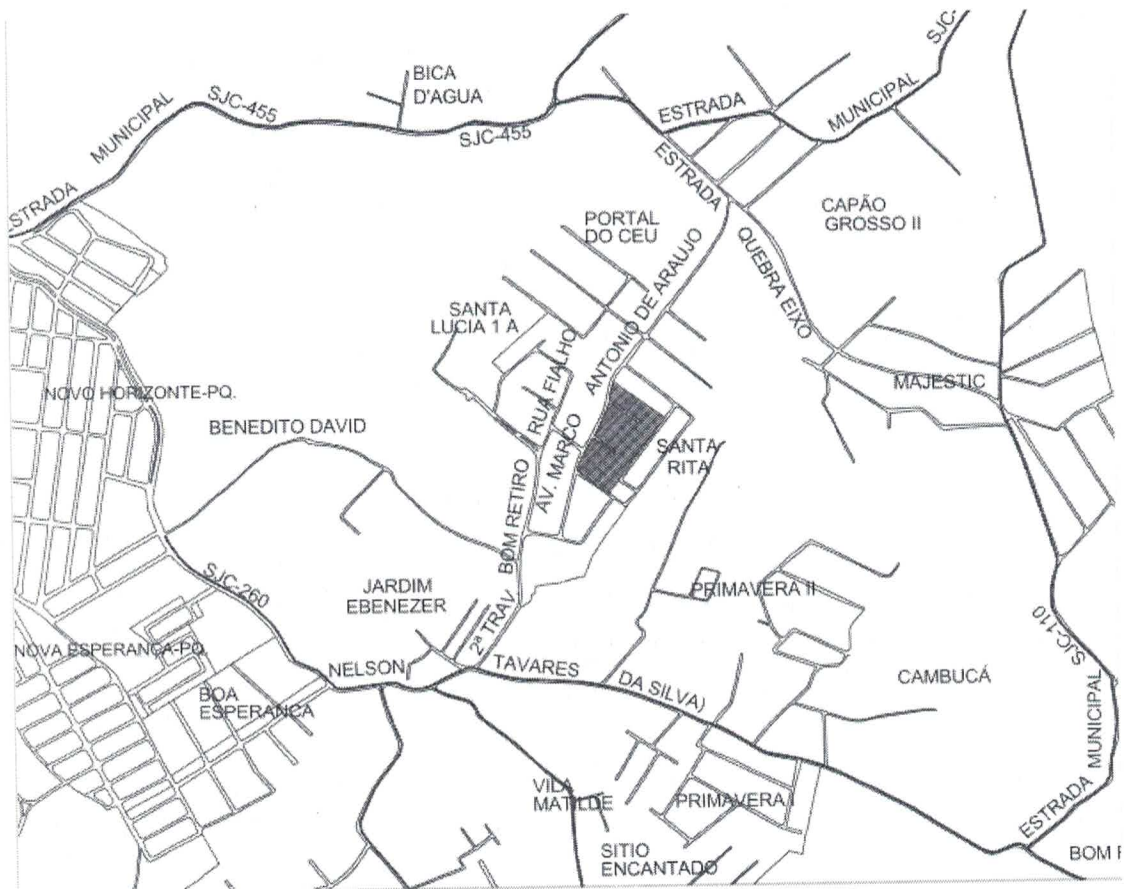 BICA
D'AGUA
SJC-455
MUNICIPAL
STRADA
SJC-455
ESTRADA
MUNICIPAL
SJC-
ESTRADA
QUEBRA EIXO
CAPÃO
GROSSO II
PORTAL
DO CEU
SANTA
LUCIA 1 A
RUA FIALHO
ANTONIO DE ARAUJO
AV. MARCO
MAJESTIC
NOVO HORIZONTE-PQ.
BENEDITO DAVID
SANTA
RITA
BOM RETIRO
2ª TRAV
SJC-260
JARDIM
EBENEZER
PRIMAVERA II
NOVA ESPERANÇA-PQ.
NELSON
TAVARES
DA SILVA)
BOA
ESPERANCA
CAMBUCÁ
SJC-110
MUNICIPAL
ESTRADA
VILA
MATILDE
PRIMAVERA I
SITIO
ENCANTADO
BOM